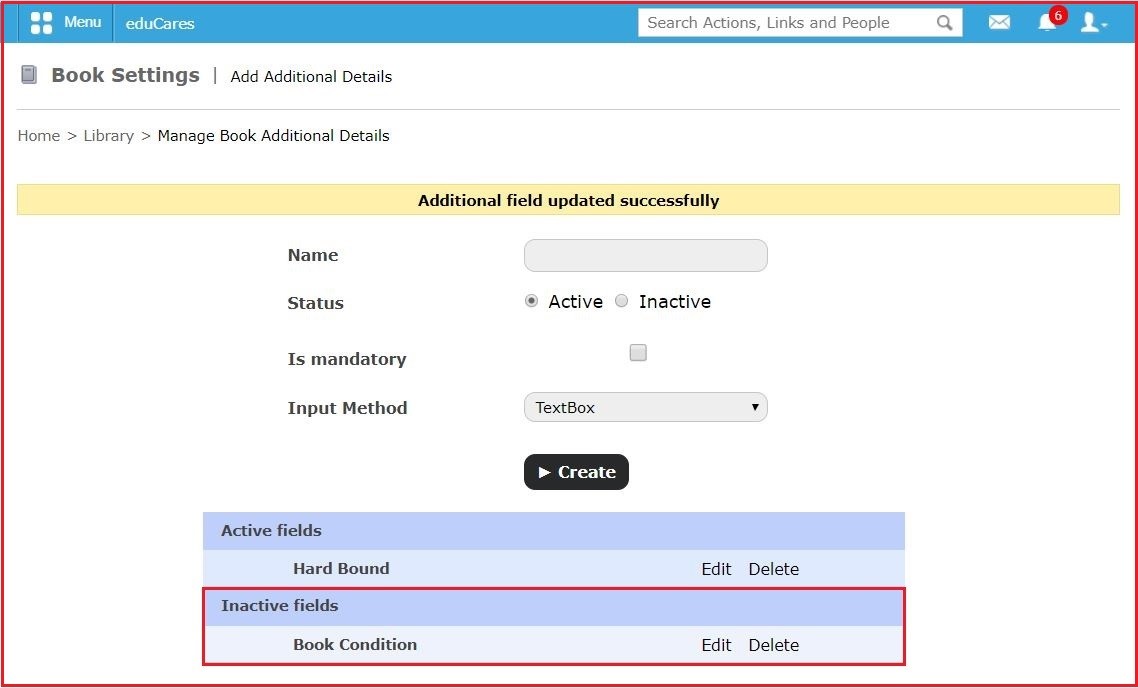 Menu eduCares Search Actions, Links and People 6
Book Settings | Add Additional Details
Home > Library > Manage Book Additional Details
Additional field updated successfully
Name
Status Active Inactive
Is mandatory
Input Method TextBox
Create
Active fields
Hard Bound Edit Delete
Inactive fields
Book Condition Edit Delete